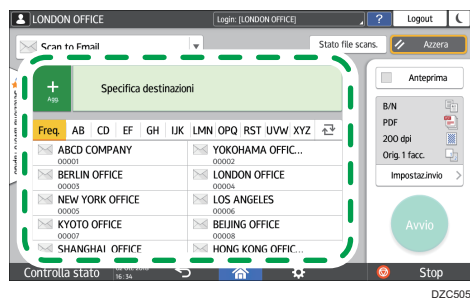 LONDON OFFICE
Login: [LONDON OFFICE]
?
Logout
Scan to Email
Stato file scans.
Azzera
+
Agg.
Specifica destinazioni
Freq. AB CD EF GH IJK LMN OPQ RST UVW XYZ
ABCD COMPANY
00001
YOKOHAMA OFFIC...
00002
BERLIN OFFICE
00003
LONDON OFFICE
00004
NEW YORK OFFICE
00005
LOS ANGELES
00006
KYOTO OFFICE
00007
BEIJING OFFICE
00008
SHANGHAI OFFICE
HONG KONG OFFIC...
Anteprima
B/N
PDF
200 dpi
Orig. 1 facc.
Impostaz.invio
Avvio
Controlla stato
16:34
Stop
DZC505